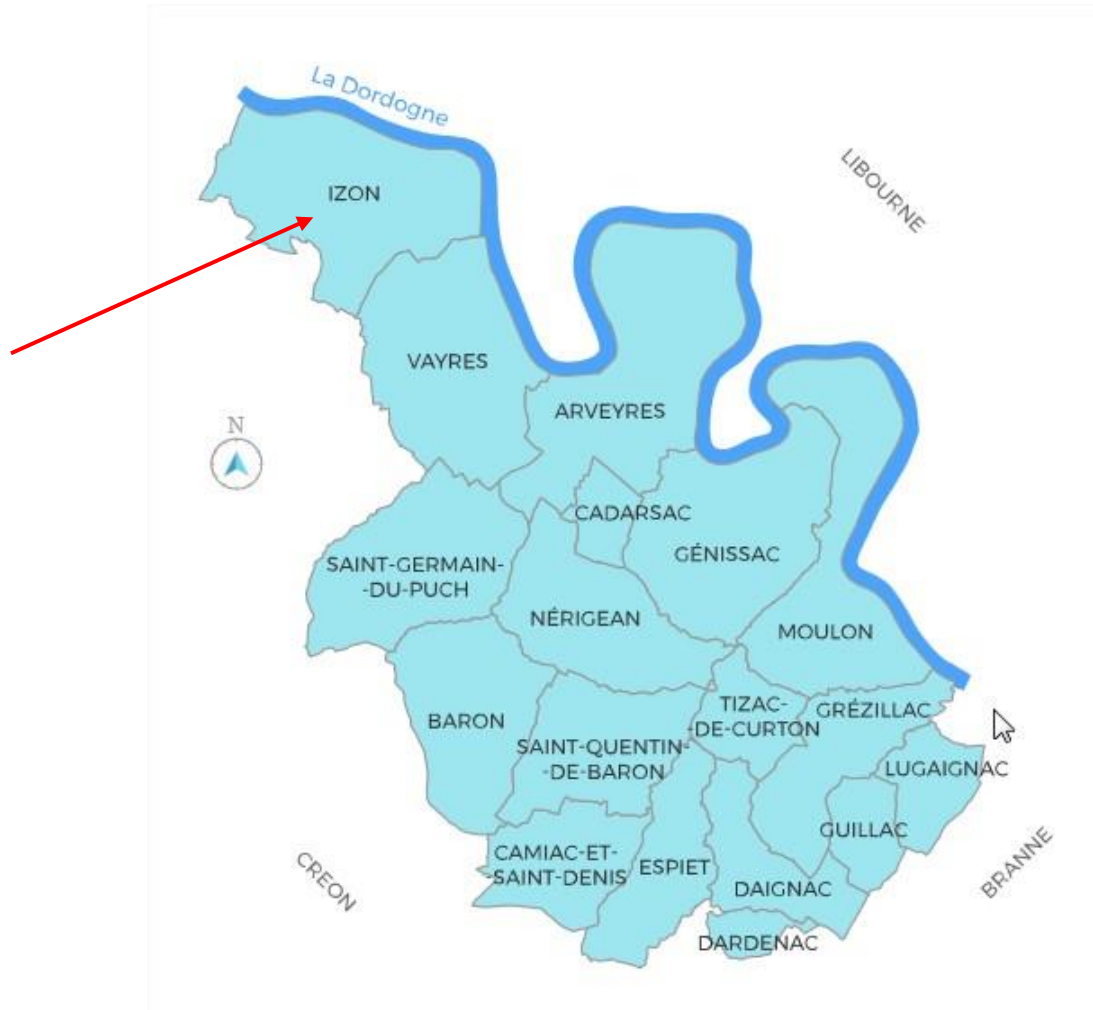 La Dordogne
LIBOURNE
IZON
VAYRES
ARVEYRES
N
CADARSAC
GÉNISSAC
SAINT-GERMAIN-
-DU-PUCH
NÉRIGEAN
MOULON
TIZAC-
-DE-CURTON
GRÉZILLAC
BARON
SAINT-QUENTIN-
-DE-BARON
LUGAIGNAC
GUILLAC
CAMIAC-ET-
-SAINT-DENIS
ESPIET
DAIGNAC
CREON
BRANNE
DARDENAC